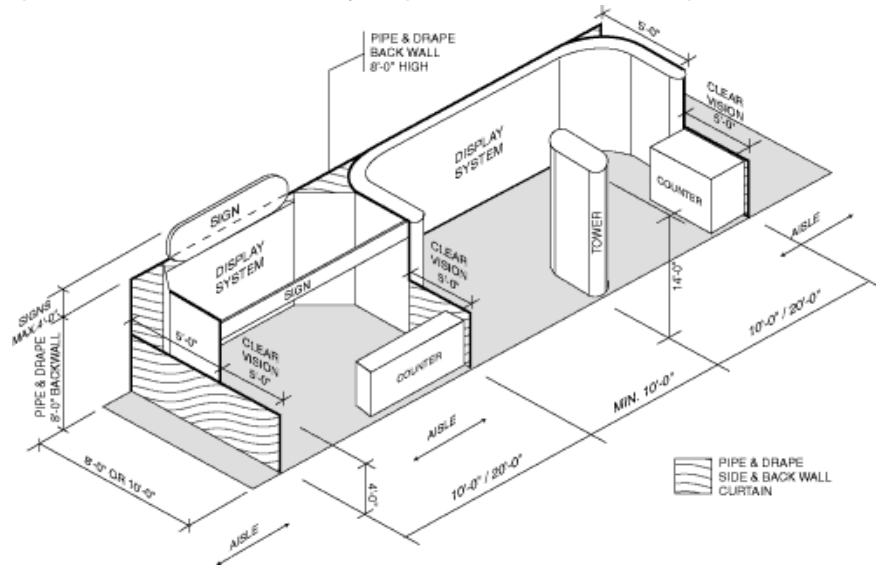 PIPE & DRAPE
BACK WALL
8'-0" HIGH
5'-0"
CLEAR
VISION
5'-0"
DISPLAY
SYSTEM
COUNTER
TOWER
AISLE
SIGN
DISPLAY
SYSTEM
SIGN
CLEAR
VISION
5'-0"
14'-0"
10'-0" / 20'-0"
SIGNS
MAX. 4'-0"
PIPE & DRAPE
8'-0" BACKWALL
5'-0"
CLEAR
VISION
5'-0"
COUNTER
MIN. 10'-0"
AISLE
10'-0" / 20'-0"
8'-0" OR 10'-0"
4'-0"
AISLE
PIPE & DRAPE
SIDE & BACK WALL
CURTAIN